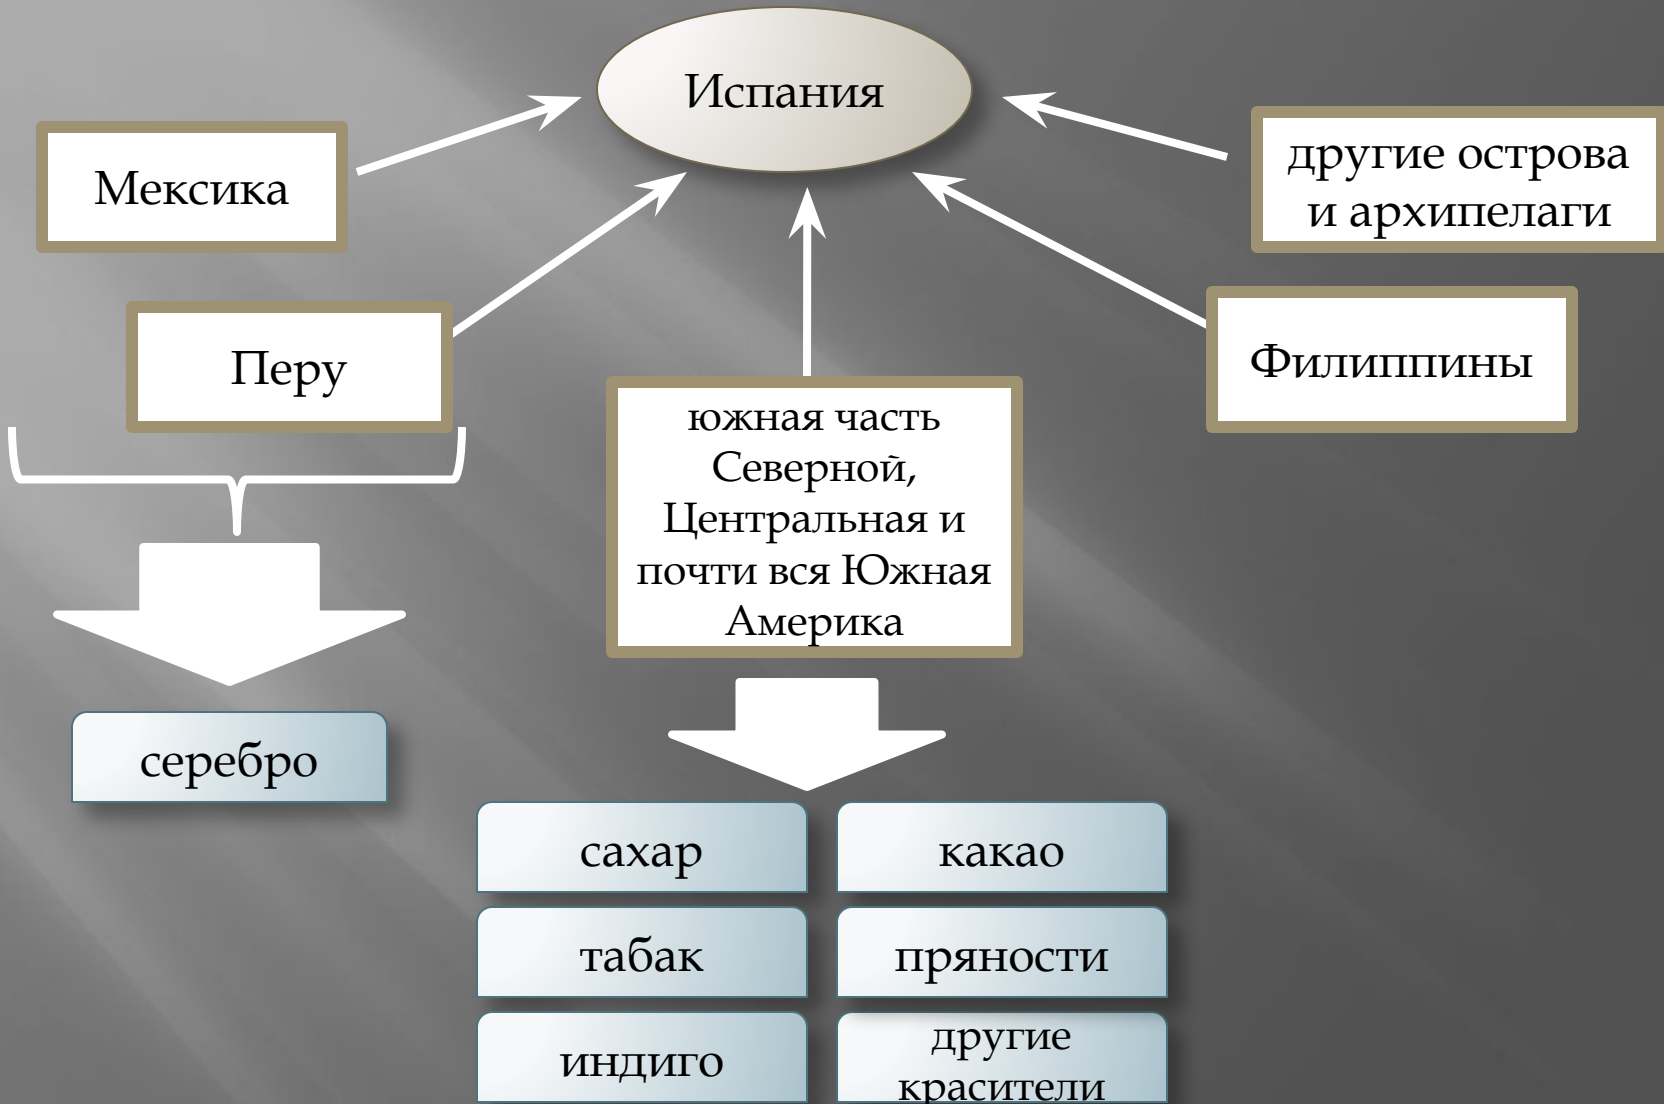 Испания
Мексика
другие острова
и архипелаги
Перу
Филиппины
южная часть
Северной,
Центральная и
почти вся Южная
Америка
серебро
сахар
какао
табак
пряности
индиго
другие
красители